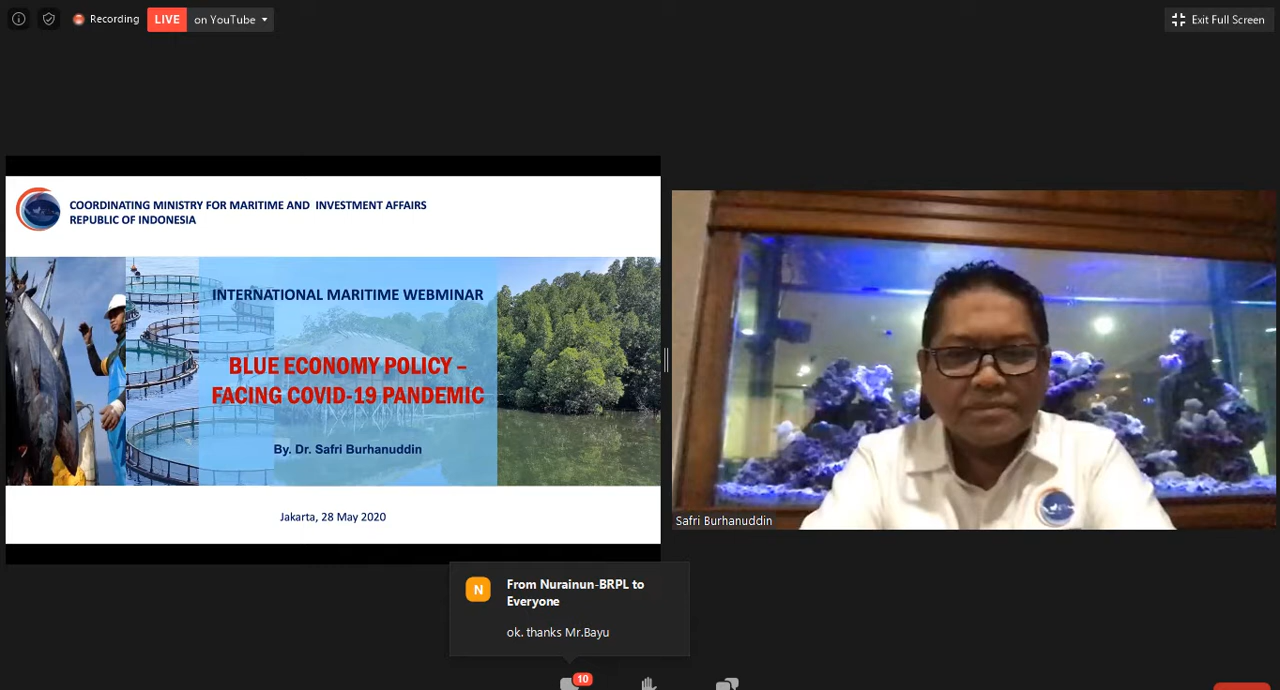 Recording
LIVE on YouTube
Exit Full Screen
COORDINATING MINISTRY FOR MARITIME AND INVESTMENT AFFAIRS
REPUBLIC OF INDONESIA
INTERNATIONAL MARITIME WEBMINAR
BLUE ECONOMY POLICY –
FACING COVID-19 PANDEMIC
By. Dr. Safri Burhanuddin
Jakarta, 28 May 2020
Safri Burhanuddin
N
From Nurainun-BRPL to
Everyone
ok. thanks Mr.Bayu
10